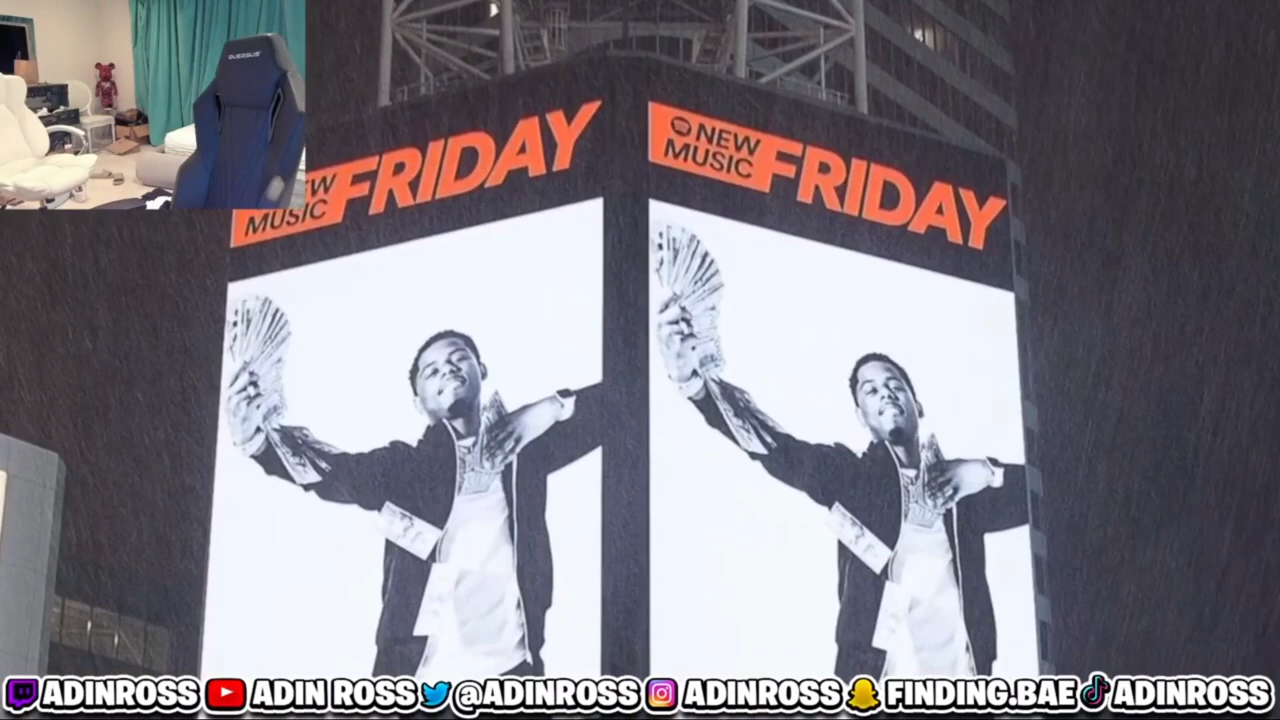 NEW
MUSIC
FRIDAY
NEW
MUSIC
FRIDAY
ADINROSS ADIN ROSS @ADINROSS ADINROSS FINDING.BAE ADINROSS